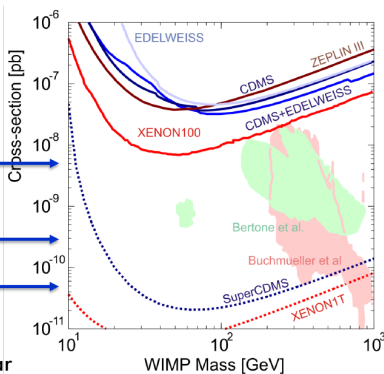 10⁻⁶
EDELWEISS
ZEPLIN III
10⁻⁷
CDMS
CDMS+EDELWEISS
XENON100
10⁻⁸
Cross-section [pb]
10⁻⁹
Bertone et al.
10⁻¹⁰
Buchmueller et al
SuperCDMS
XENON1T
10⁻¹¹
10¹ 10² 10³
ur WIMP Mass [GeV]